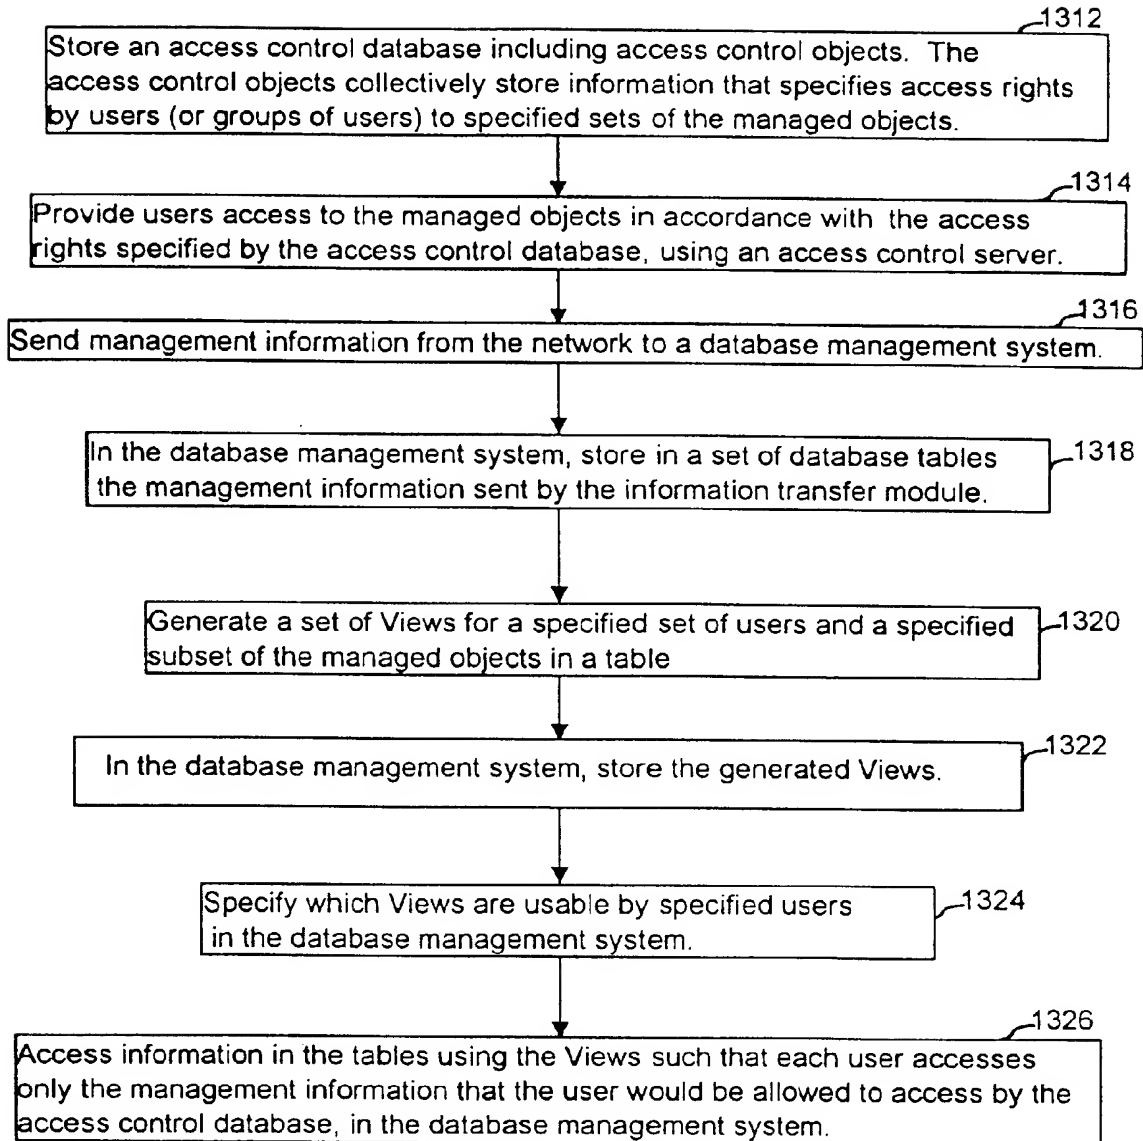 1312
Store an access control database including access control objects. The
access control objects collectively store information that specifies access rights
by users (or groups of users) to specified sets of the managed objects.
1314
Provide users access to the managed objects in accordance with the access
rights specified by the access control database, using an access control server.
1316
Send management information from the network to a database management system.
In the database management system, store in a set of database tables
the management information sent by the information transfer module.
1318
Generate a set of Views for a specified set of users and a specified
subset of the managed objects in a table
1320
1322
In the database management system, store the generated Views.
Specify which Views are usable by specified users
in the database management system.
1324
1326
Access information in the tables using the Views such that each user accesses
only the management information that the user would be allowed to access by the
access control database, in the database management system.